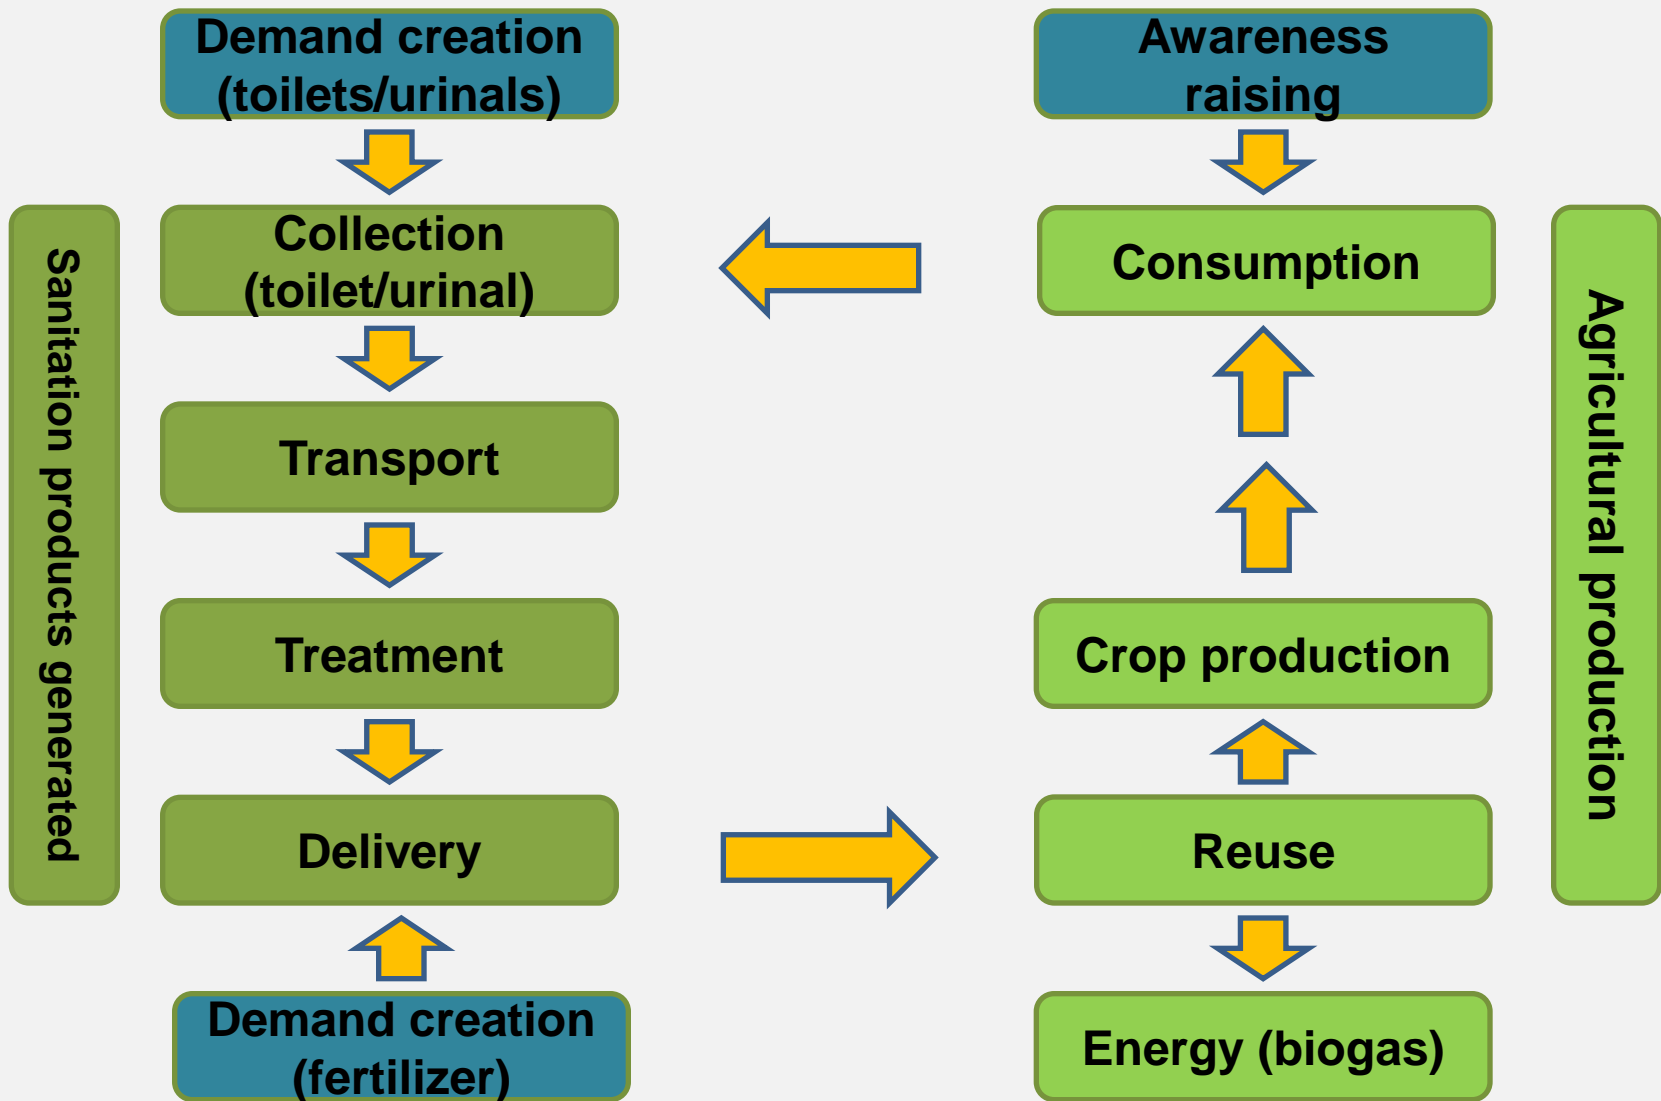 Demand creation
(toilets/urinals)
Awareness
raising
Sanitation products generated
Collection
(toilet/urinal)
Consumption
Agricultural production
Transport
Treatment
Crop production
Delivery
Reuse
Demand creation
(fertilizer)
Energy (biogas)